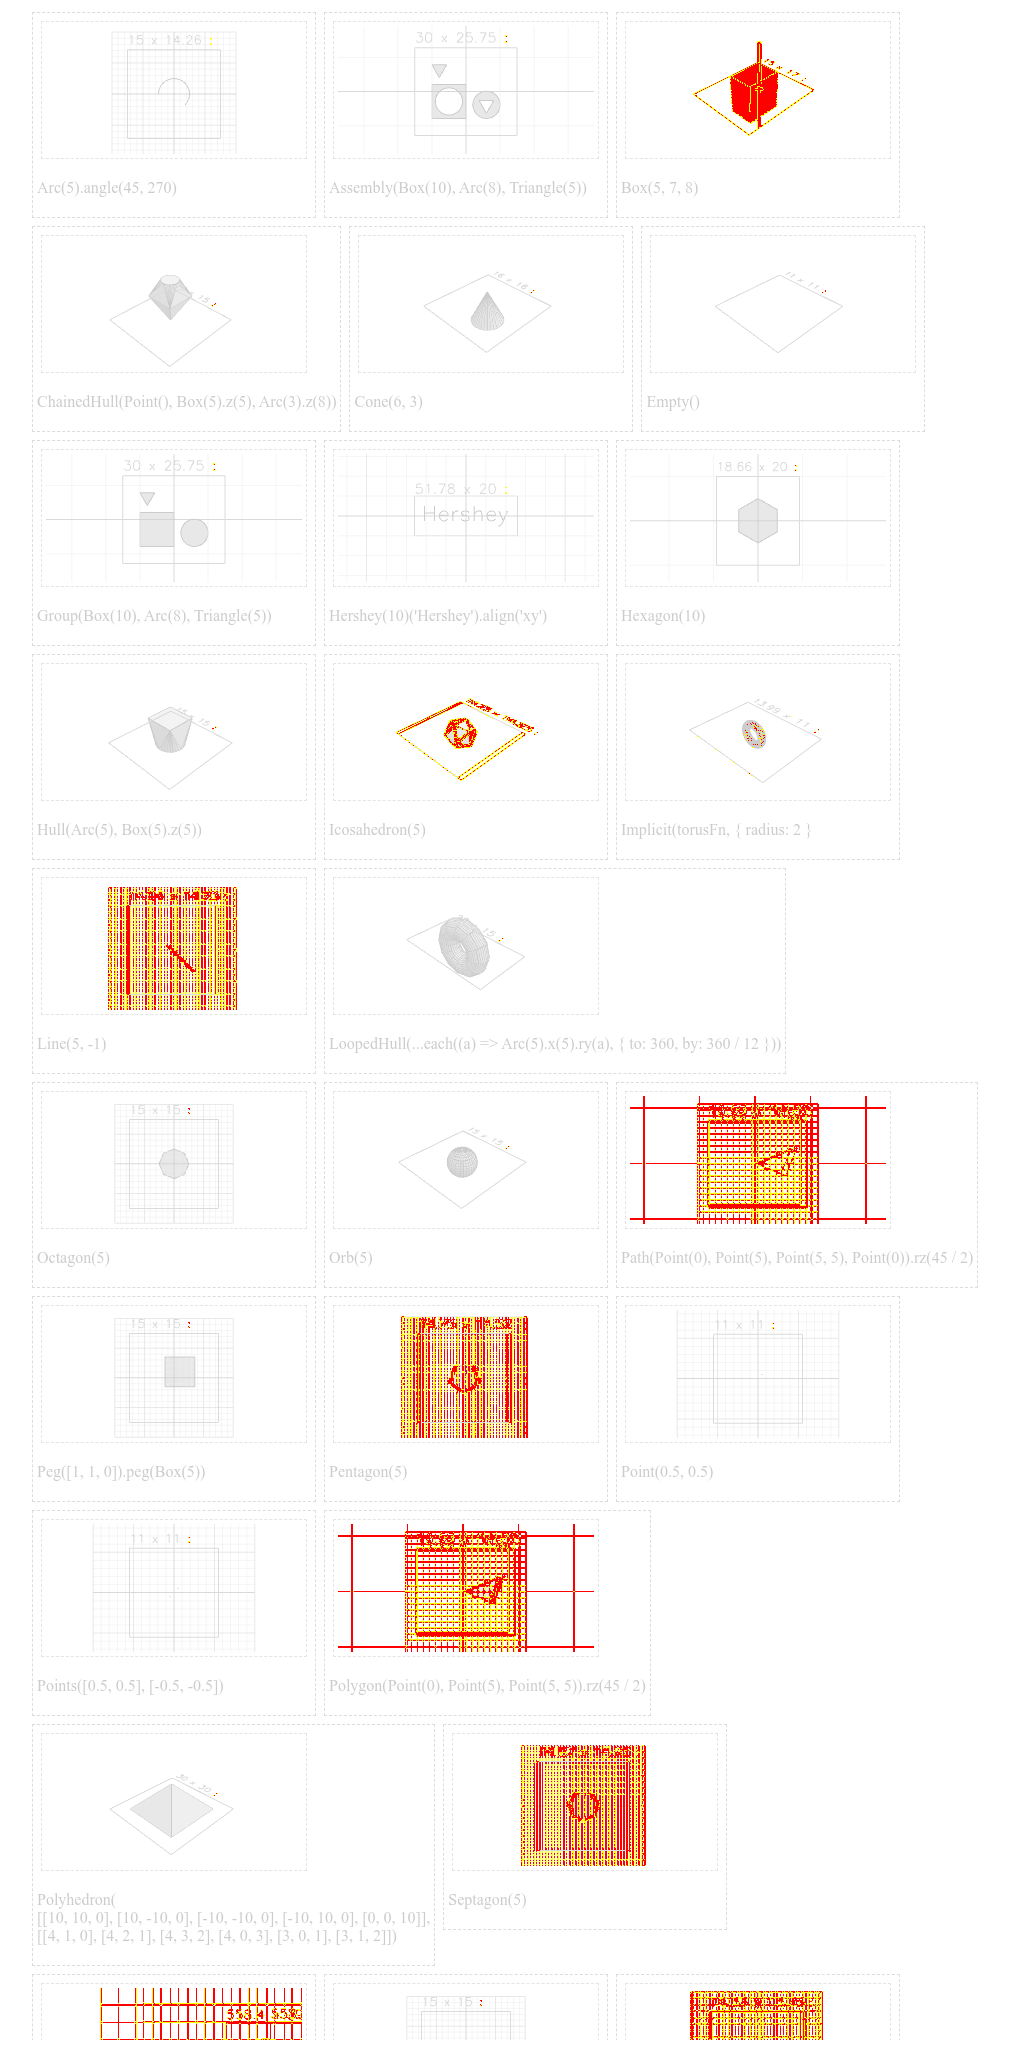 15 x 14.26 :
30 x 25.75 :
Arc(5).angle(45, 270)
Assembly(Box(10), Arc(8), Triangle(5))
Box(5, 7, 8)
16 x 16 :
11 x 11 :
ChainedHull(Point(), Box(5).z(5), Arc(3).z(8))
Cone(6, 3)
Empty()
30 x 25.75 :
51.78 x 20 :
Hershey
18.66 x 20 :
Group(Box(10), Arc(8), Triangle(5))
Hershey(10)('Hershey').align('xy')
Hexagon(10)
15 x 15 :
13.99 x 11 :
Hull(Arc(5), Box(5).z(5))
Icosahedron(5)
Implicit(torusFn, { radius: 2 }
Line(5, -1)
LoopedHull(...each((a) => Arc(5).x(5).ry(a), { to: 360, by: 360 / 12 }))
15 x 15 :
15 x 15 :
Octagon(5)
Orb(5)
Path(Point(0), Point(5), Point(5, 5), Point(0)).rz(45 / 2)
15 x 15 :
11 x 11 :
Peg([1, 1, 0]).peg(Box(5))
Pentagon(5)
Point(0.5, 0.5)
11 x 11 :
Points([0.5, 0.5], [-0.5, -0.5])
Polygon(Point(0), Point(5), Point(5, 5)).rz(45 / 2)
30 x 30 :
Polyhedron(
[[10, 10, 0], [10, -10, 0], [-10, -10, 0], [-10, 10, 0], [0, 0, 10]],
[[4, 1, 0], [4, 2, 1], [4, 3, 2], [4, 0, 3], [3, 0, 1], [3, 1, 2]])
Septagon(5)
15 x 15 :